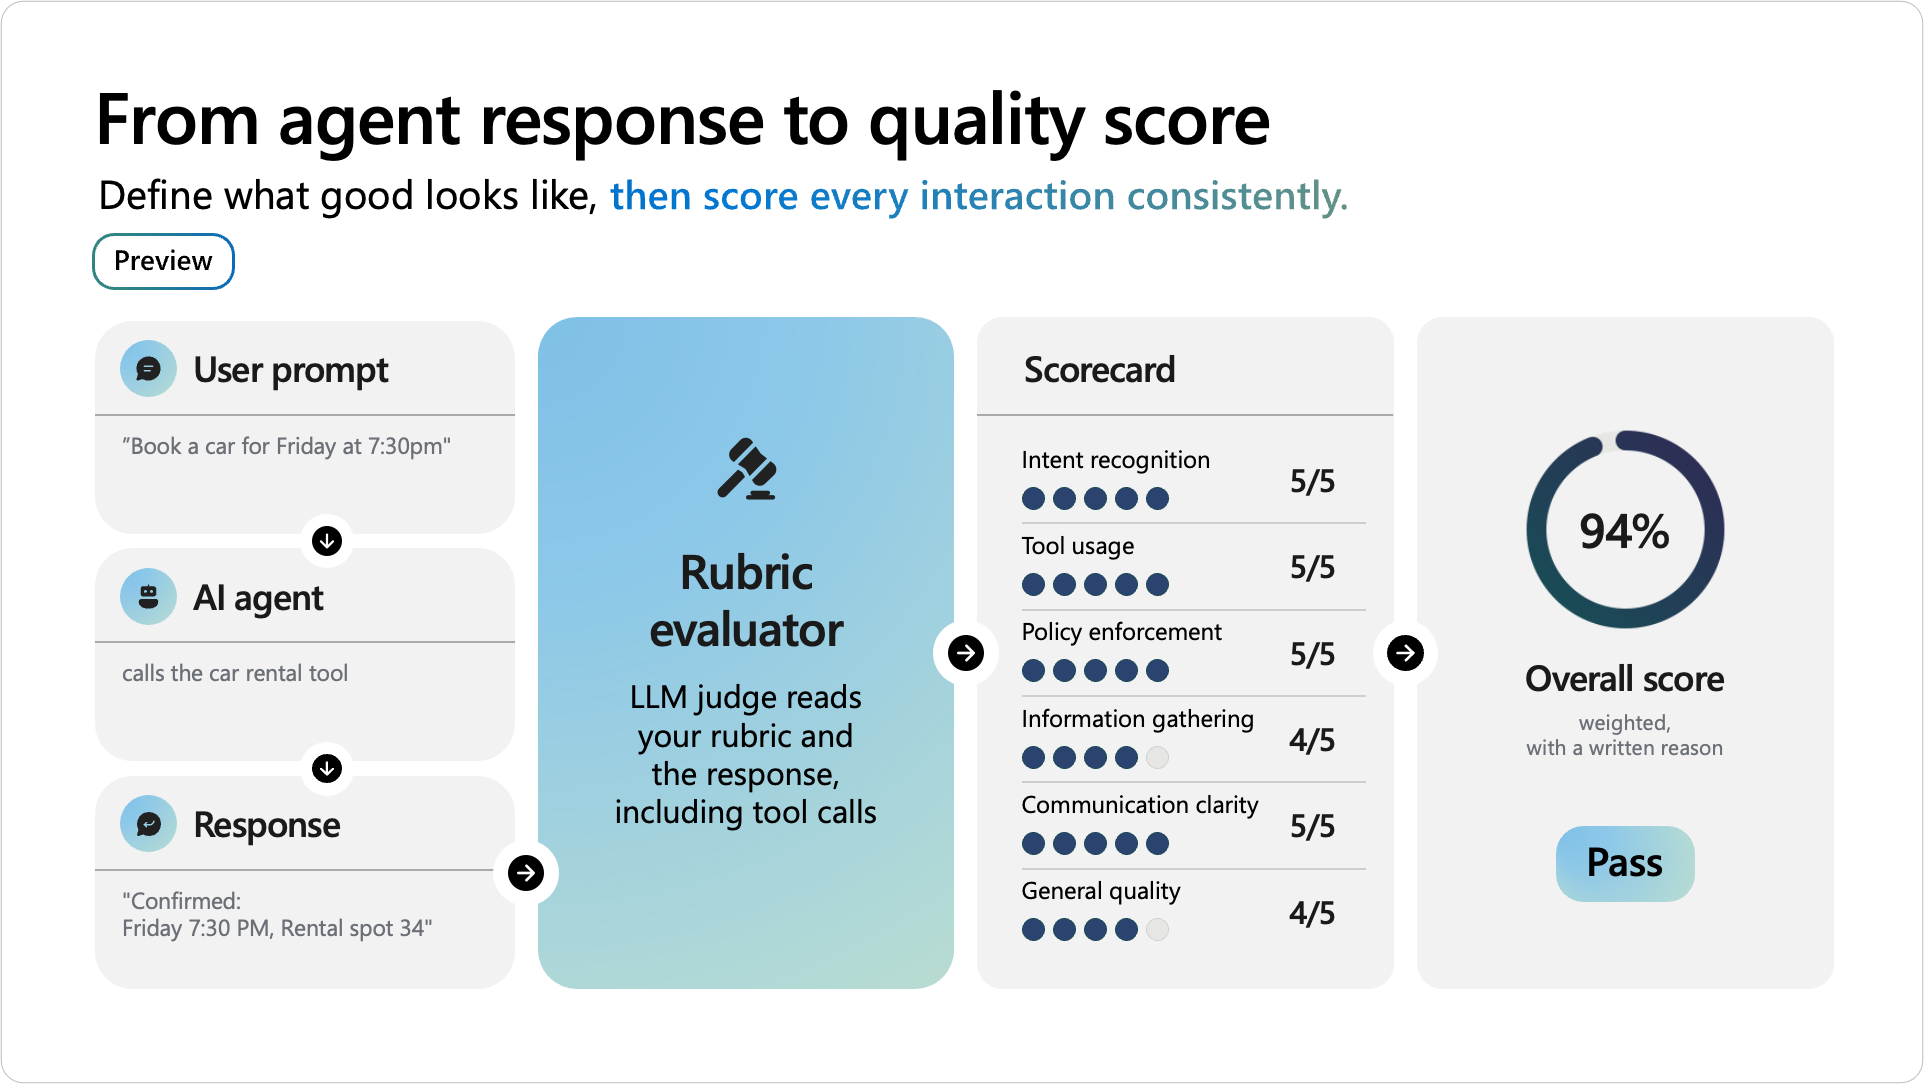 From agent response to quality score
Define what good looks like, then score every interaction consistently.
Preview
User prompt
"Book a car for Friday at 7:30pm"
AI agent
calls the car rental tool
Response
"Confirmed:
Friday 7:30 PM, Rental spot 34"
Rubric
evaluator
LLM judge reads
your rubric and
the response,
including tool calls
Scorecard
Intent recognition
5/5
Tool usage
5/5
Policy enforcement
5/5
Information gathering
4/5
Communication clarity
5/5
General quality
4/5
94%
Overall score
weighted,
with a written reason
Pass